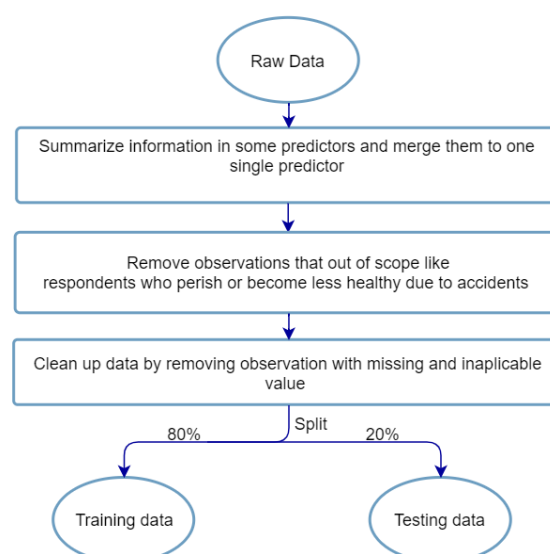 Raw Data
Summarize information in some predictors and merge them to one
single predictor
Remove observations that out of scope like
respondents who perish or become less healthy due to accidents
Clean up data by removing observation with missing and inaplicable
value
Split
80%
20%
Training data
Testing data